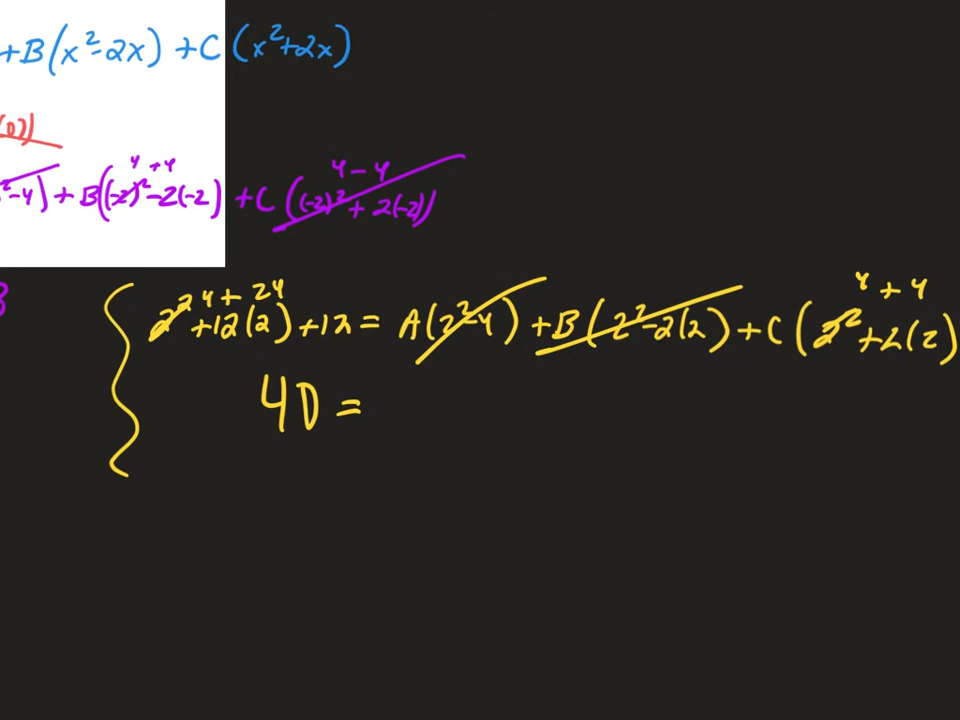 +B(x²-2x) +C (x²+2x)
(0))
4 + 4 4 - 4
²-4) + B((-2)²-2(-2) +C ((-2)²+2(-2))
4 + 24 4 + 4
2²+12(2)+12 = A(2²-4) +B(2²-2(2) +C(2²+2(2)
40 =